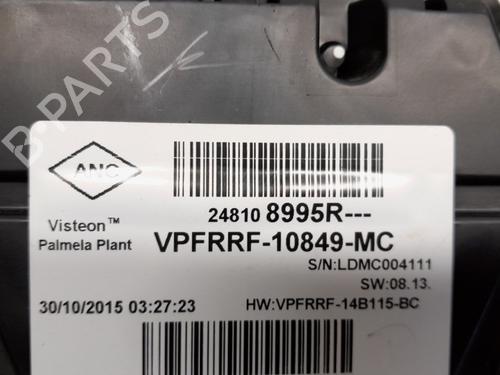 B-PARTS
ANC
Visteon™
Palmela Plant
24810 8995R---
VPFRRF-10849-MC
S/N:LDMC004111
SW:08.13.
30/10/2015 03:27:23
HW:VPFRRF-14B115-BC